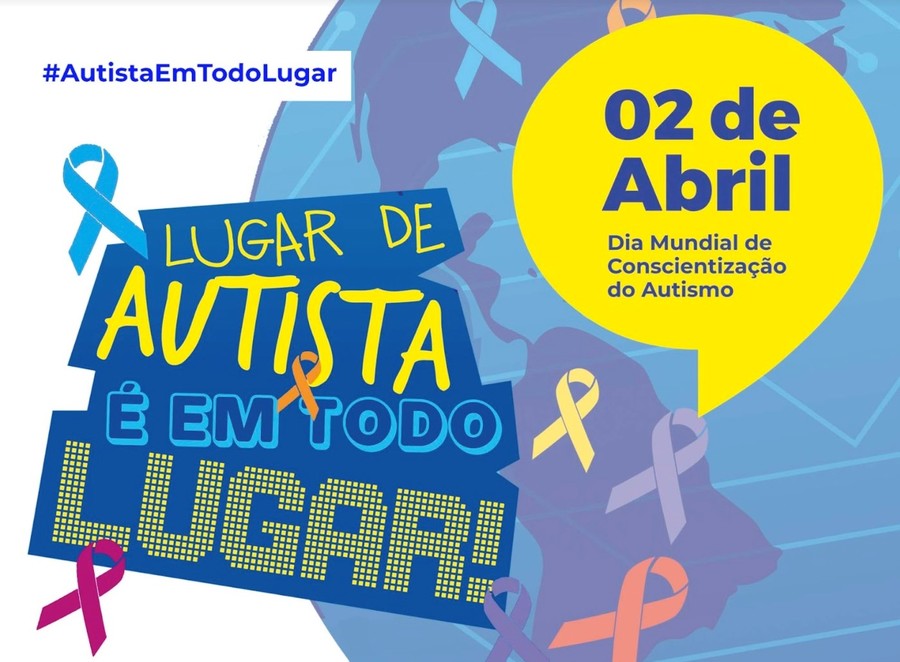 #AutistaEmTodoLugar
02 de
Abril
Dia Mundial de
Conscientização
do Autismo
LUGAR DE
AUTISTA
É EM TODO
LUGAR!